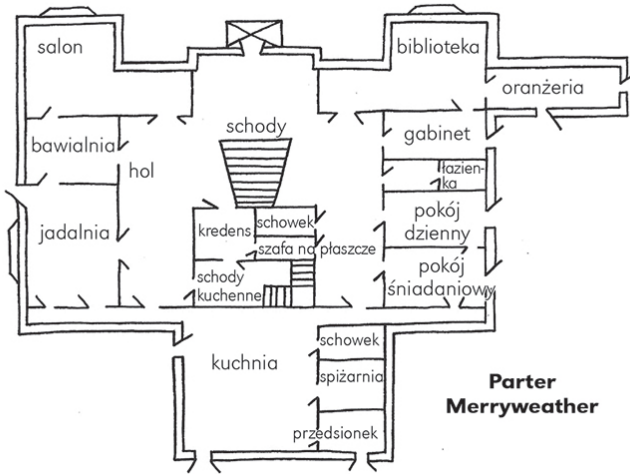 salon
biblioteka
oranżeria
schody
gabinet
bawialnia
hol
łazien-
ka
jadalnia
kredens
schowek
pokój
dzienny
szafa na płaszcze
schody
kuchenne
pokój
śniadaniowy
kuchnia
schowek
spiżarnia
przedsionek
Parter
Merryweather